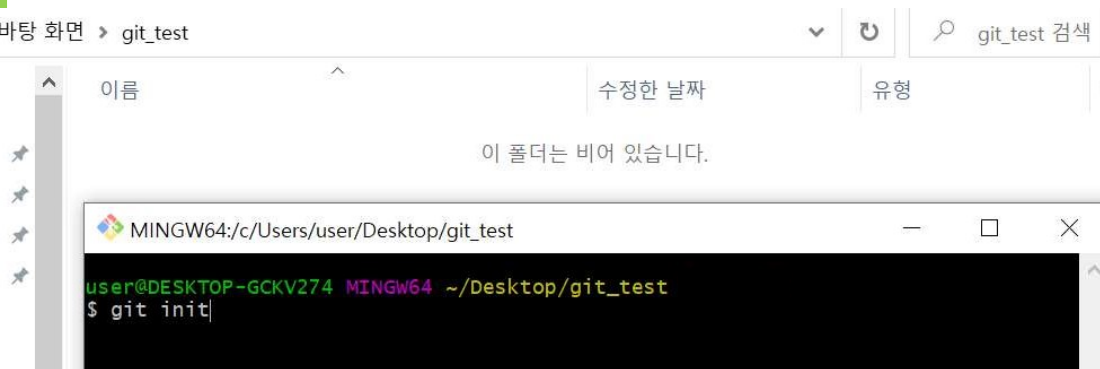 바탕 화면 > git_test
git_test 검색
이름 수정한 날짜 유형
이 폴더는 비어 있습니다.
MINGW64:/c/Users/user/Desktop/git_test
user@DESKTOP-GCKV274 MINGW64 ~/Desktop/git_test
$ git init